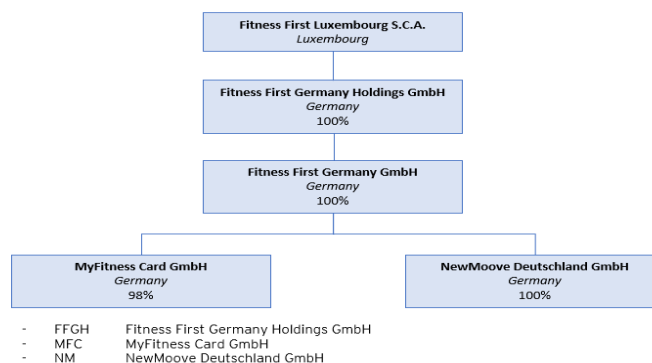 Fitness First Luxembourg S.C.A.
Luxembourg
Fitness First Germany Holdings GmbH
Germany
100%
Fitness First Germany GmbH
Germany
100%
MyFitness Card GmbH
Germany
98%
NewMoove Deutschland GmbH
Germany
100%
- FFGH Fitness First Germany Holdings GmbH
- MFC MyFitness Card GmbH
- NM NewMoove Deutschland GmbH